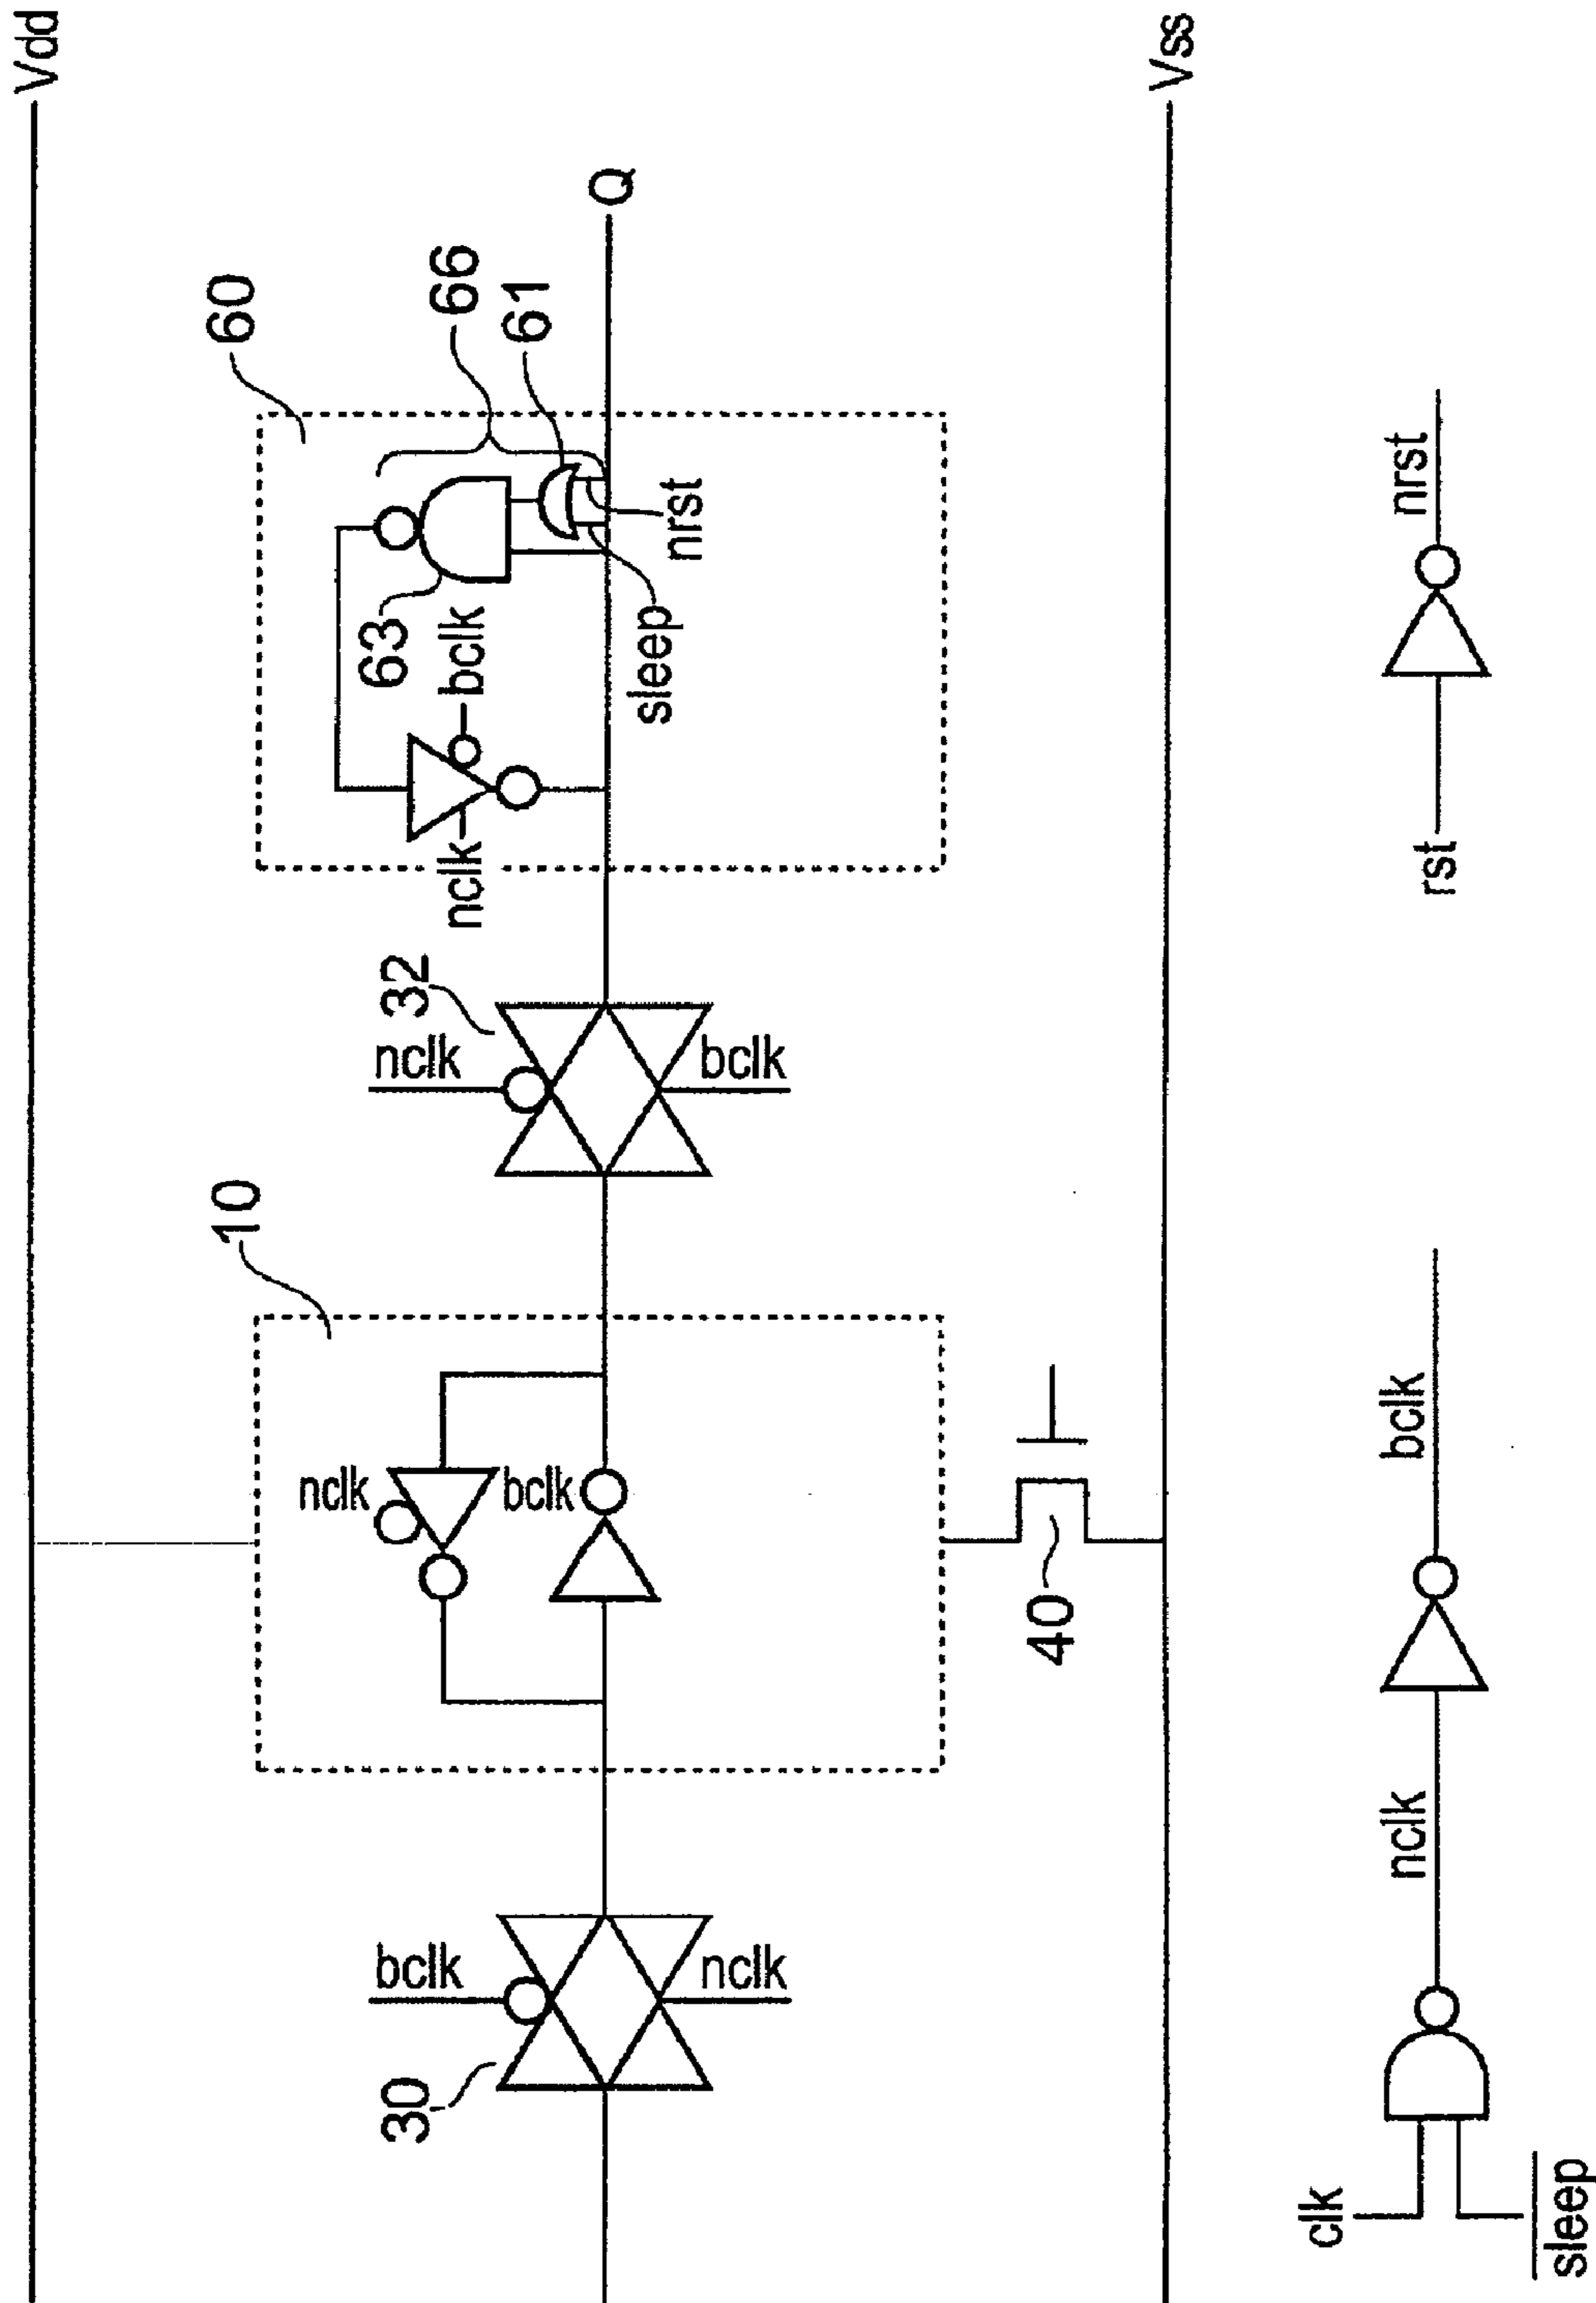 Vdd
60
66
61
Q
63
bclk
nclk
sleep
nrst
32
nclk
bclk
10
nclk
bclk
30
bclk
nclk
40
Vss
clk
sleep
nclk
bclk
rst
nrst